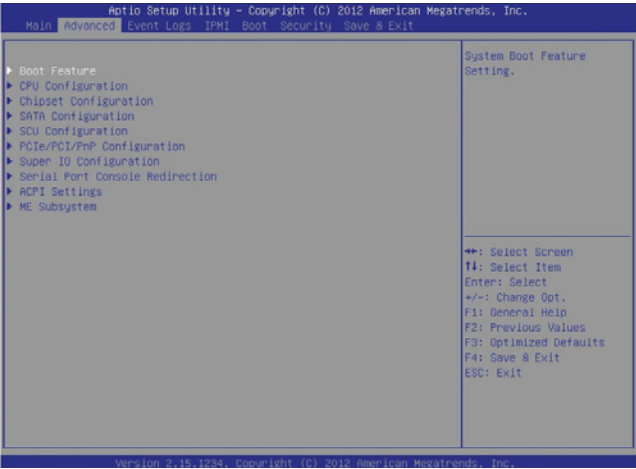 Aptio Setup Utility – Copyright (C) 2012 American Megatrends, Inc.
Main Advanced Event Logs IPMI Boot Security Save & Exit
Boot Feature
CPU Configuration
Chipset Configuration
SATA Configuration
SCU Configuration
PCIe/PCI/PnP Configuration
Super IO Configuration
Serial Port Console Redirection
ACPI Settings
ME Subsystem
System Boot Feature
Setting.
→←: Select Screen
↑↓: Select Item
Enter: Select
+/-: Change Opt.
F1: General Help
F2: Previous Values
F3: Optimized Defaults
F4: Save & Exit
ESC: Exit
Version 2.15.1234. Copyright (C) 2012 American Megatrends, Inc.